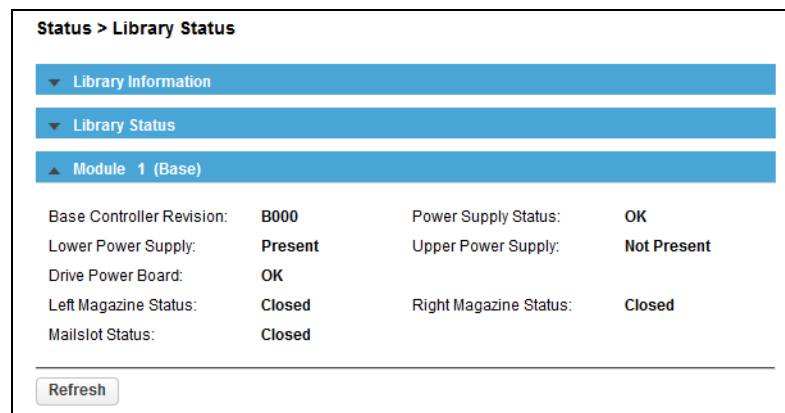 Status > Library Status
Library Information
Library Status
Module 1 (Base)
Base Controller Revision: B000 Power Supply Status: OK
Lower Power Supply: Present Upper Power Supply: Not Present
Drive Power Board: OK
Left Magazine Status: Closed Right Magazine Status: Closed
Mailslot Status: Closed
Refresh